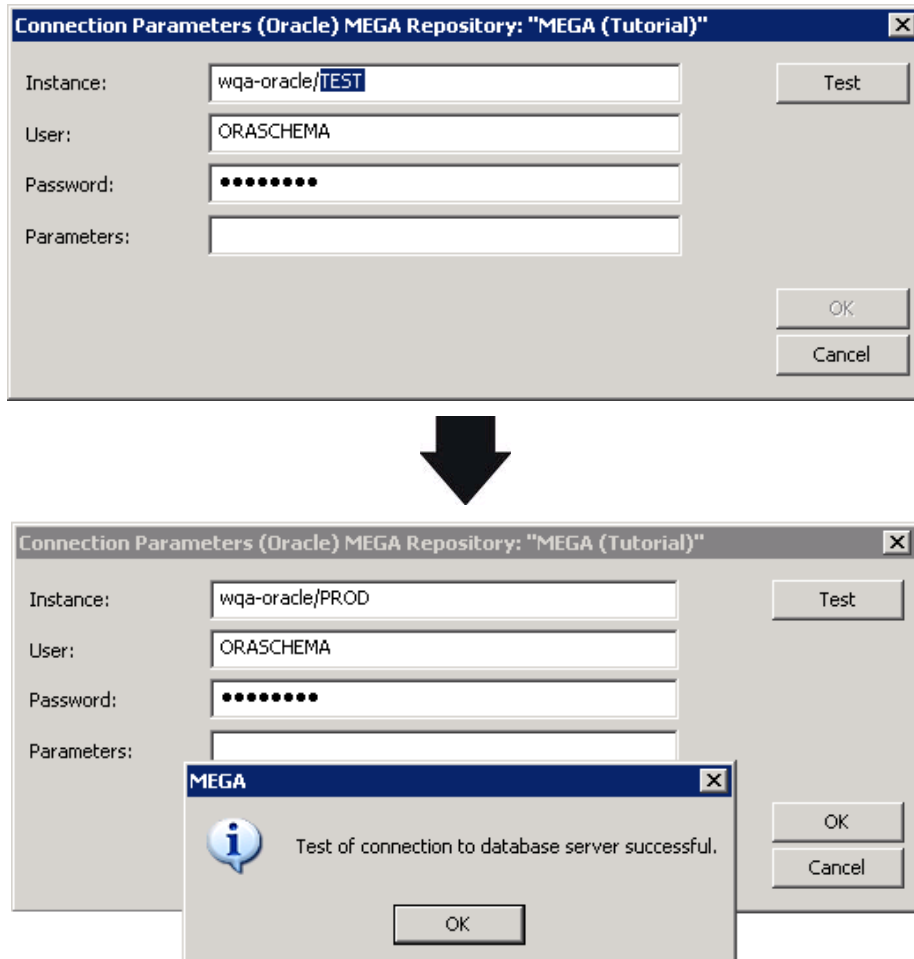 Connection Parameters (Oracle) MEGA Repository: "MEGA (Tutorial)"
Instance: wqa-oracle/TEST Test
User: ORASCHEMA
Password: ●●●●●●●●
Parameters:
OK
Cancel
Connection Parameters (Oracle) MEGA Repository: "MEGA (Tutorial)"
Instance: wqa-oracle/PROD Test
User: ORASCHEMA
Password: ●●●●●●●●
Parameters:
MEGA
Test of connection to database server successful.
OK
OK
Cancel